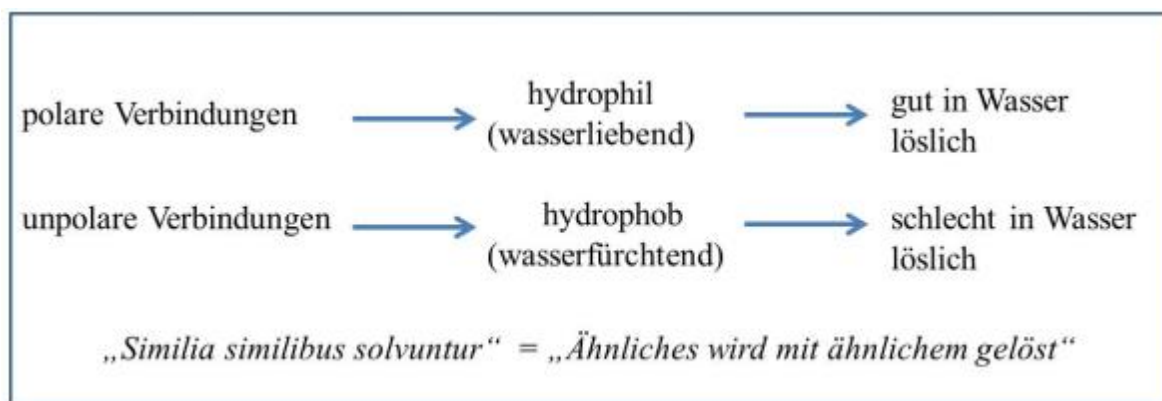 polare Verbindungen
hydrophil
(wasserliebend)
gut in Wasser
löslich
unpolare Verbindungen
hydrophob
(wasserfürchtend)
schlecht in Wasser
löslich
„Similia similibus solvuntur“ = „Ähnliches wird mit ähnlichem gelöst“